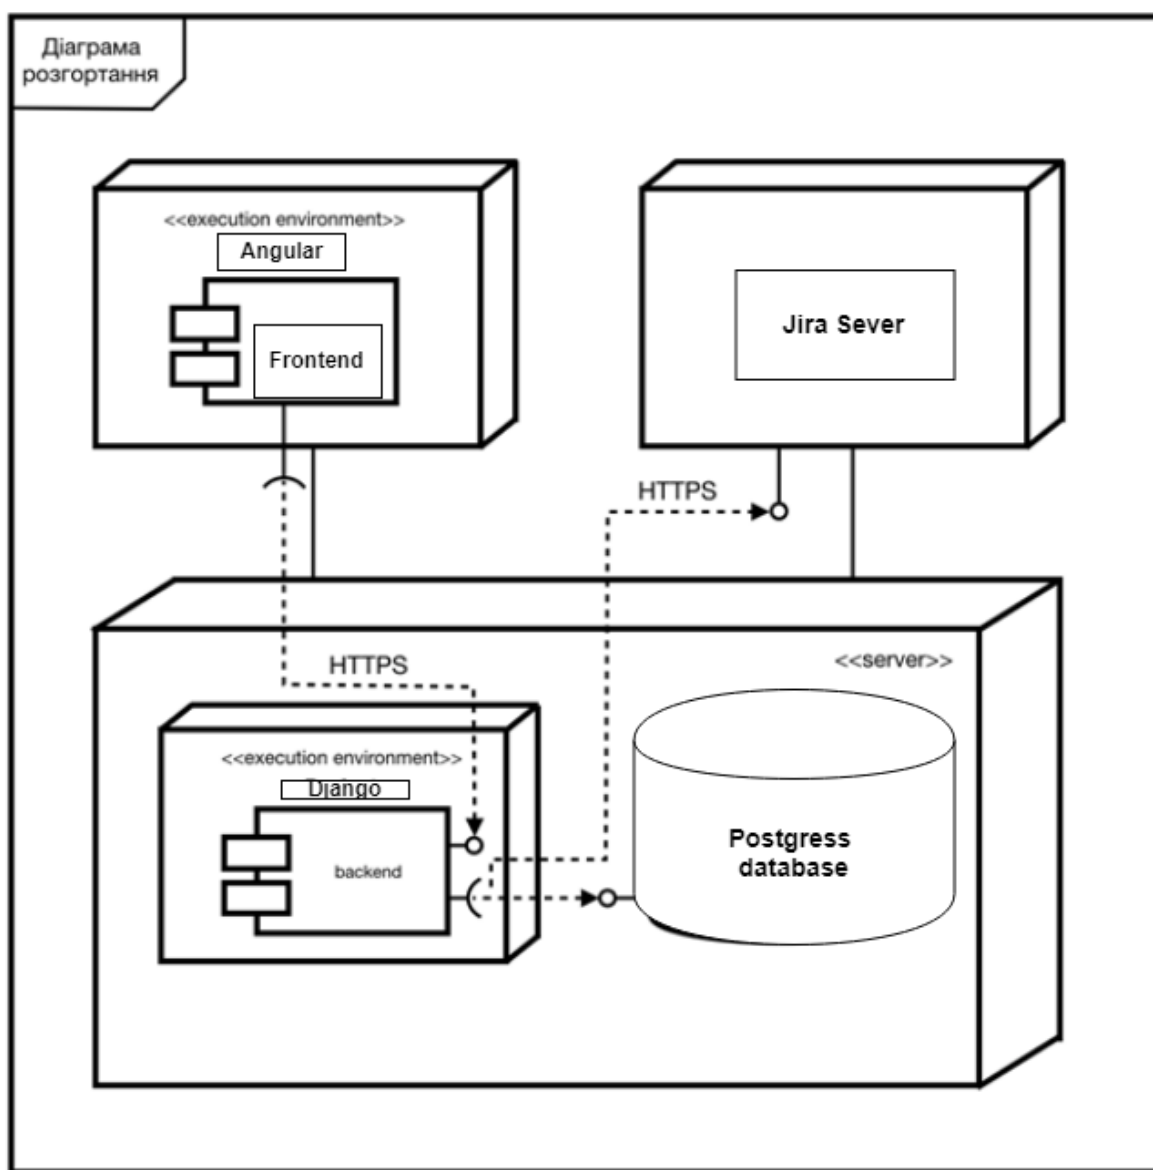 Діаграма
розгортання
<<execution environment>>
Angular
Frontend
Jira Sever
HTTPS
HTTPS
<<server>>
<<execution environment>>
Django
backend
Postgress
database